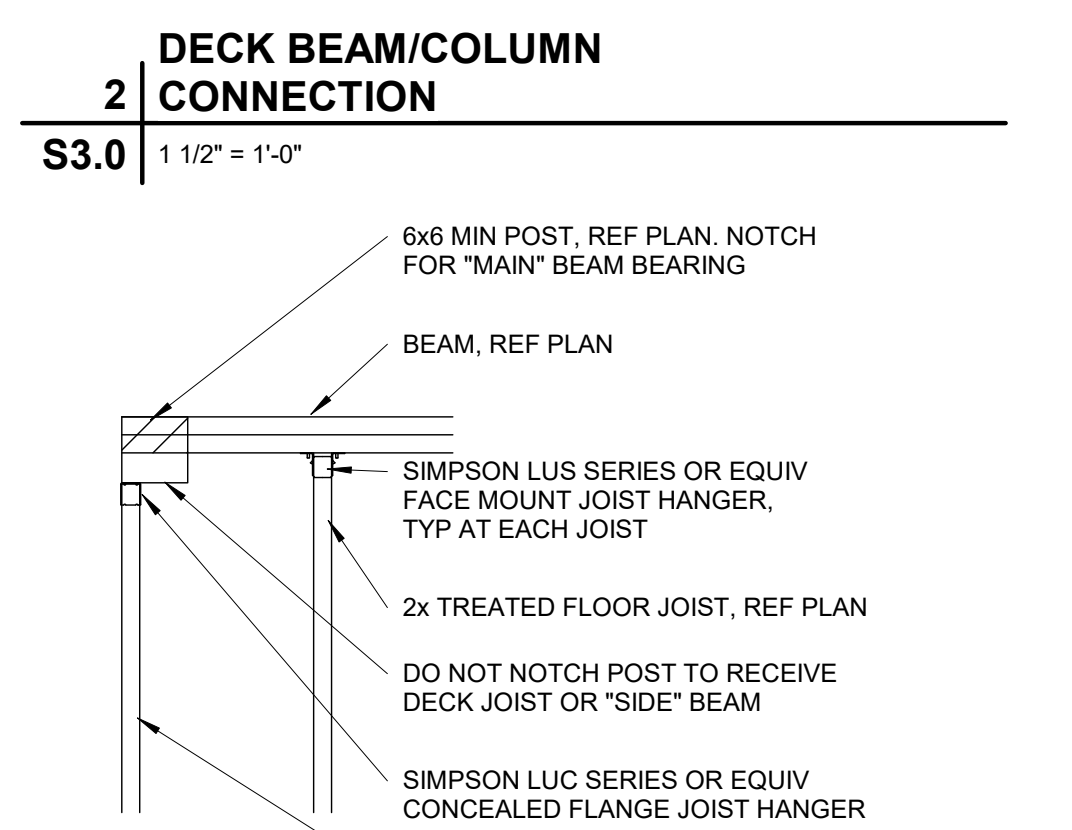 DECK BEAM/COLUMN
2 CONNECTION
S3.0 1 1/2" = 1'-0"
6x6 MIN POST, REF PLAN. NOTCH
FOR "MAIN" BEAM BEARING
BEAM, REF PLAN
SIMPSON LUS SERIES OR EQUIV
FACE MOUNT JOIST HANGER,
TYP AT EACH JOIST
2x TREATED FLOOR JOIST, REF PLAN
DO NOT NOTCH POST TO RECEIVE
DECK JOIST OR "SIDE" BEAM
SIMPSON LUC SERIES OR EQUIV
CONCEALED FLANGE JOIST HANGER